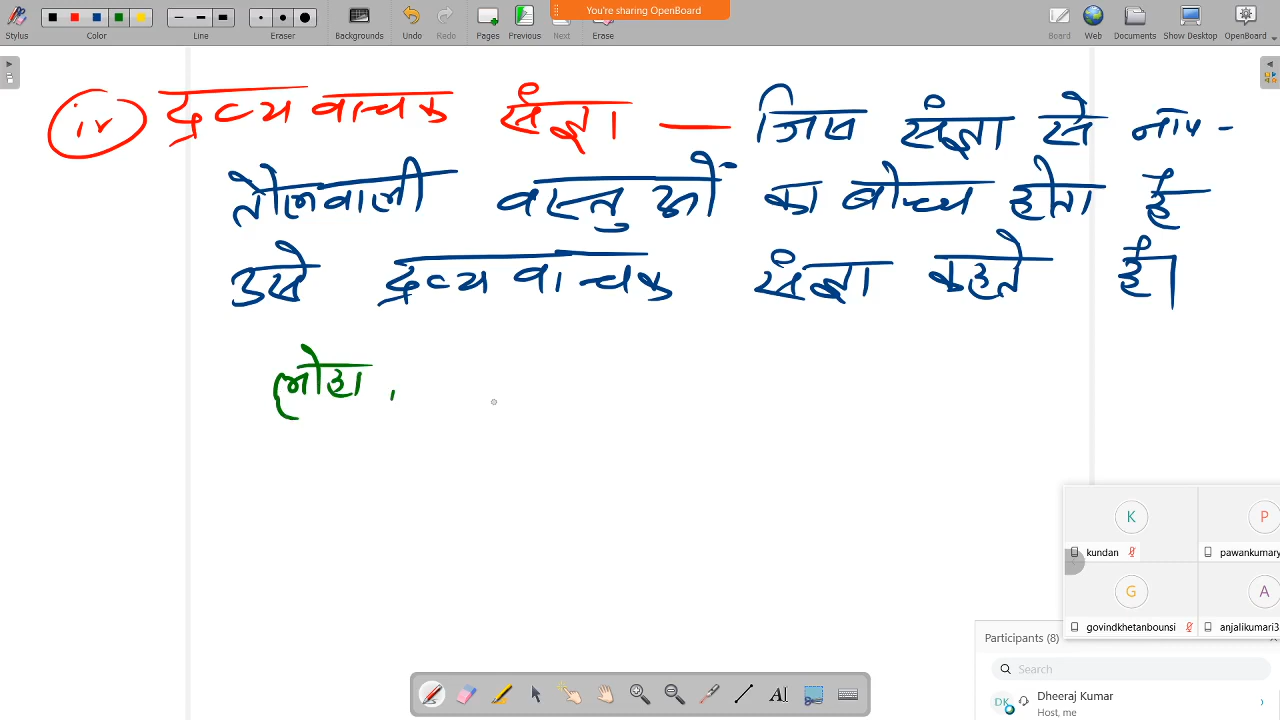 You're sharing OpenBoard
Stylus Color Line Eraser Backgrounds Undo Redo Pages Previous Next Erase Board Web Documents Show Desktop OpenBoard
iv द्रव्य वाचक संज्ञा — जिस संज्ञा से नाप -
तौलवाली वस्तुओं का बोध होता है
उसे द्रव्य वाचक संज्ञा कहते हैं।
लोहा,
K P
kundan pawankumary
G A
govindkhetanbounsi anjalikumari3
Participants (8)
Search
DK Dheeraj Kumar
Host, me